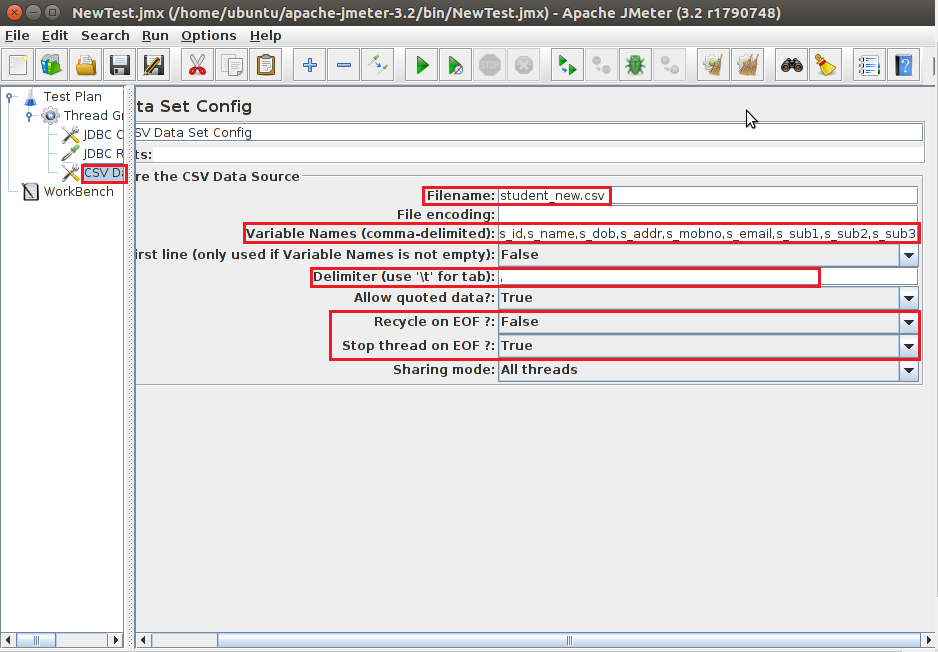 NewTest.jmx (/home/ubuntu/apache-jmeter-3.2/bin/NewTest.jmx) - Apache JMeter (3.2 r1790748)
File Edit Search Run Options Help
Test Plan
Thread Gr
JDBC C
JDBC R
CSV Da
WorkBench
ta Set Config
SV Data Set Config
ts:
re the CSV Data Source
Filename: student_new.csv
File encoding:
Variable Names (comma-delimited): s_id,s_name,s_dob,s_addr,s_mobno,s_email,s_sub1,s_sub2,s_sub3
irst line (only used if Variable Names is not empty): False
Delimiter (use '\t' for tab): ,
Allow quoted data?: True
Recycle on EOF ?: False
Stop thread on EOF ?: True
Sharing mode: All threads